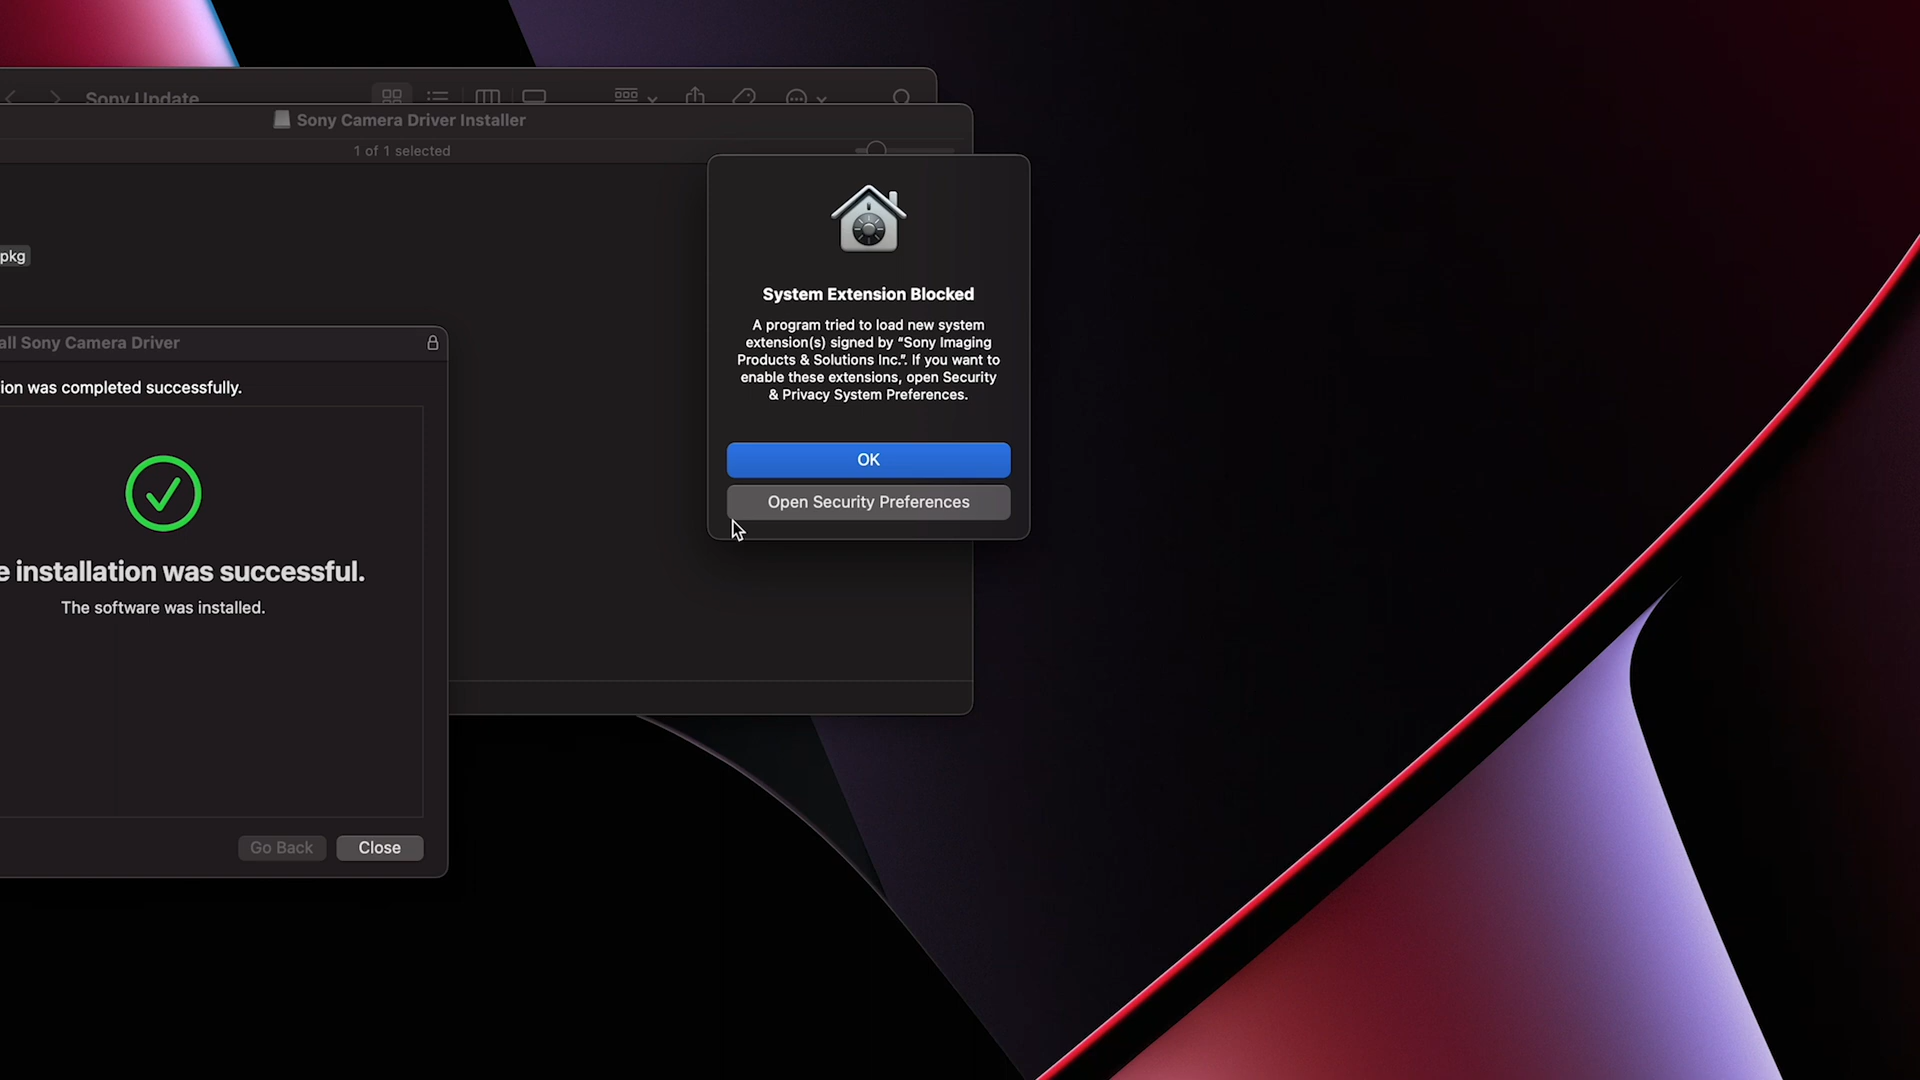 Sony Update
Sony Camera Driver Installer
1 of 1 selected
pkg
System Extension Blocked
A program tried to load new system
extension(s) signed by “Sony Imaging
Products & Solutions Inc.”. If you want to
enable these extensions, open Security
& Privacy System Preferences.
OK
Open Security Preferences
all Sony Camera Driver
ion was completed successfully.
e installation was successful.
The software was installed.
Go Back
Close